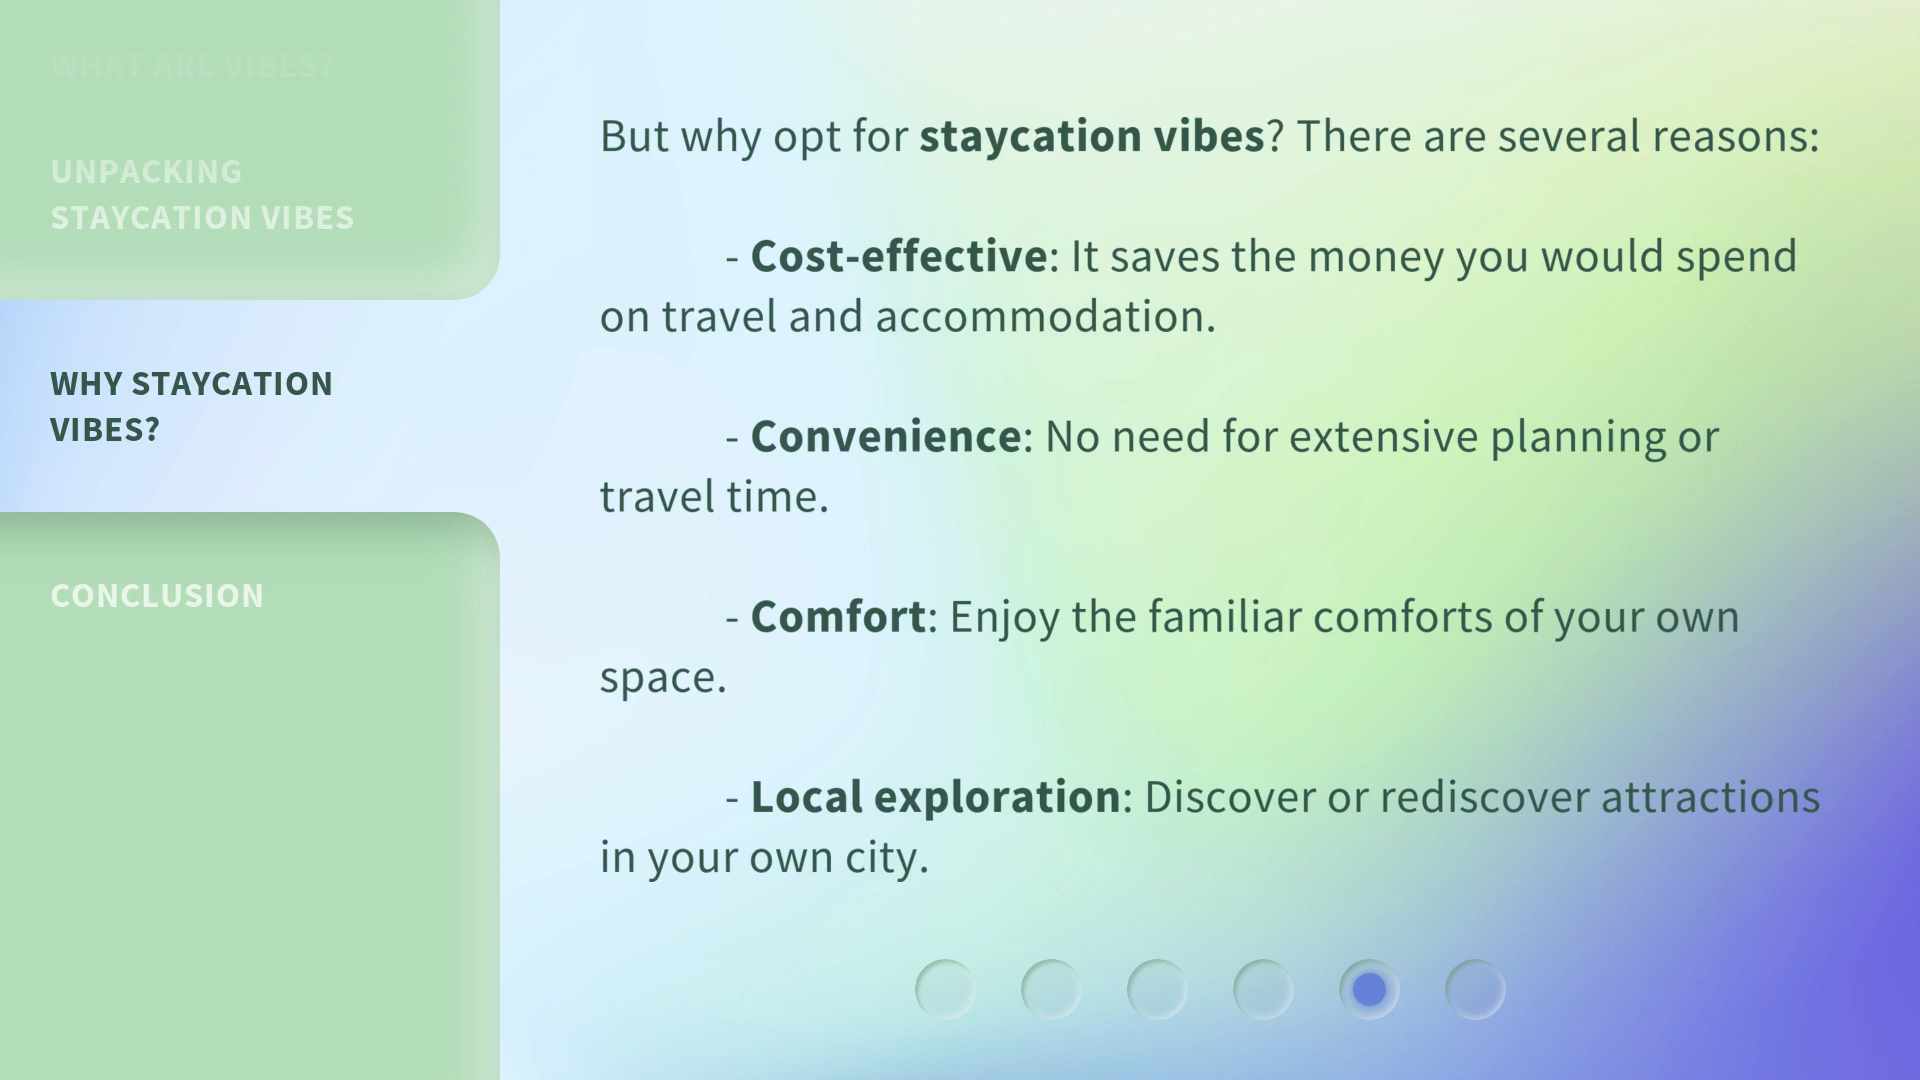 WHAT ARE VIBES?
UNPACKING
STAYCATION VIBES
WHY STAYCATION
VIBES?
CONCLUSION
But why opt for staycation vibes? There are several reasons:
- Cost-effective: It saves the money you would spend
on travel and accommodation.
- Convenience: No need for extensive planning or
travel time.
- Comfort: Enjoy the familiar comforts of your own
space.
- Local exploration: Discover or rediscover attractions
in your own city.